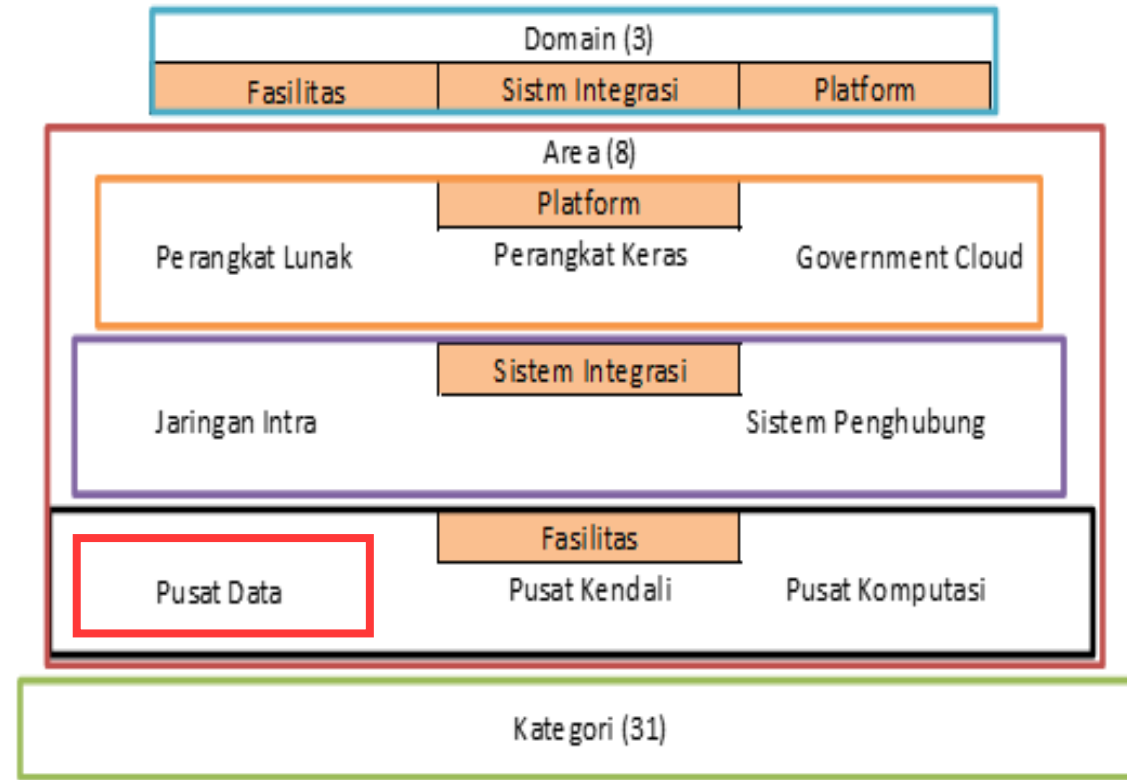 Domain (3)
Fasilitas Sistm Integrasi Platform
Area (8)
Platform
Perangkat Lunak Perangkat Keras Government Cloud
Sistem Integrasi
Jaringan Intra Sistem Penghubung
Fasilitas
Pusat Data Pusat Kendali Pusat Komputasi
Kategori (31)